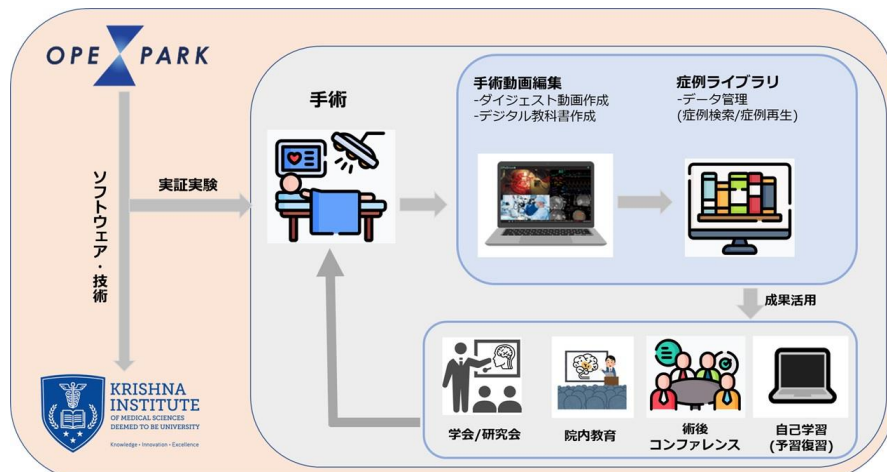 OPE PARK
ソフトウェア・技術
実証実験
手術
手術動画編集
-ダイジェスト動画作成
-デジタル教科書作成
症例ライブラリ
-データ管理
(症例検索/症例再生)
成果活用
学会/研究会
院内教育
術後
コンファレンス
自己学習
(予習復習)
KRISHNA
INSTITUTE
OF MEDICAL SCIENCES
DEEMED TO BE UNIVERSITY
Knowledge - Innovation - Excellence